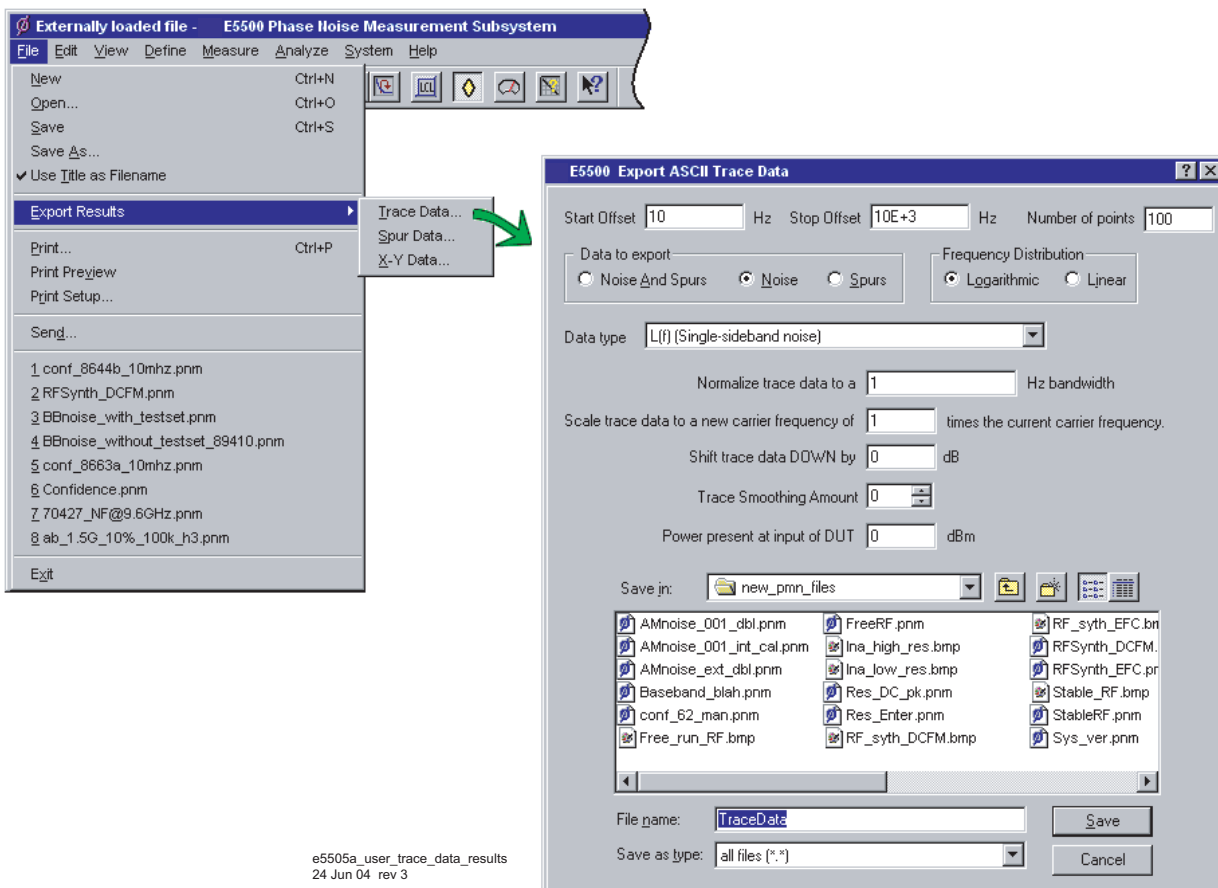 Externally loaded file - E5500 Phase Noise Measurement Subsystem
File Edit View Define Measure Analyze System Help
New Ctrl+N
Open... Ctrl+O
Save Ctrl+S
Save As...
Use Title as Filename
Export Results
Print... Ctrl+P
Print Preview
Print Setup...
Send...
1 conf_8644b_10mhz.pnm
2 RFSynth_DCFM.pnm
3 BBnoise_with_testset.pnm
4 BBnoise_without_testset_89410.pnm
5 conf_8663a_10mhz.pnm
6 Confidence.pnm
7 70427_NF@9.6GHz.pnm
8 ab_1.5G_10%_100k_h3.pnm
Exit
LCL
Trace Data...
Spur Data...
X-Y Data...
E5500 Export ASCII Trace Data
Start Offset 10 Hz Stop Offset 10E+3 Hz Number of points 100
Data to export Frequency Distribution
Noise And Spurs Noise Spurs Logarithmic Linear
Data type L(f) (Single-sideband noise)
Normalize trace data to a 1 Hz bandwidth
Scale trace data to a new carrier frequency of 1 times the current carrier frequency.
Shift trace data DOWN by 0 dB
Trace Smoothing Amount 0
Power present at input of DUT 0 dBm
Save in: new_pmn_files
AMnoise_001_dbl.pnm FreeRF.pnm RF_syth_EFC.bm
AMnoise_001_int_cal.pnm lna_high_res.bmp RFSynth_DCFM.
AMnoise_ext_dbl.pnm lna_low_res.bmp RFSynth_EFC.pr
Baseband_blah.pnm Res_DC_pk.pnm Stable_RF.bmp
conf_62_man.pnm Res_Enter.pnm StableRF.pnm
Free_run_RF.bmp RF_syth_DCFM.bmp Sys_ver.pnm
File name: TraceData Save
Save as type: all files (*.*) Cancel
e5505a_user_trace_data_results
24 Jun 04 rev 3